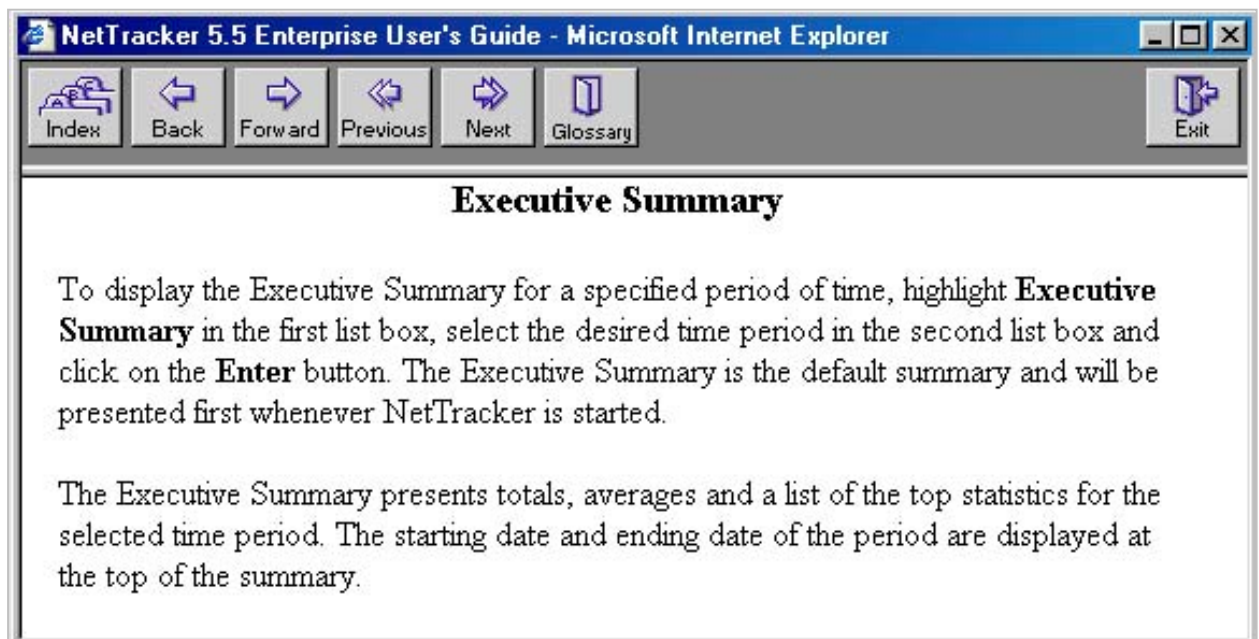 NetTracker 5.5 Enterprise User's Guide - Microsoft Internet Explorer
Index Back Forward Previous Next Glossary Exit
Executive Summary
To display the Executive Summary for a specified period of time, highlight Executive
Summary in the first list box, select the desired time period in the second list box and
click on the Enter button. The Executive Summary is the default summary and will be
presented first whenever NetTracker is started.
The Executive Summary presents totals, averages and a list of the top statistics for the
selected time period. The starting date and ending date of the period are displayed at
the top of the summary.